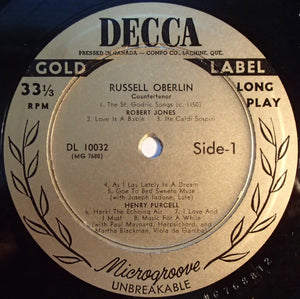 DECCA
PRESSED IN CANADA — COMPO CO., LACHINE, QUE.
GOLD LABEL
33⅓ RPM
LONG PLAY
RUSSELL OBERLIN
Countertenor
1. The St. Godric Songs (c. 1150)
ROBERT JONES
2. Love Is A Bable 3. Ite Caldi Sospiri
DL 10032
(MG 7608)
Side-1
4. As I Lay Lately In A Dream
5. Goe To Bed Sweete Muze
(with Joseph Iadone, Lute)
HENRY PURCELL
6. Hark! The Echoing Air 7. I Love And
I Must 8. Music For A While
(with Paul Maynard, Harpsichord, and
Martha Blackman, Viola da Gamba)
Microgroove
UNBREAKABLE